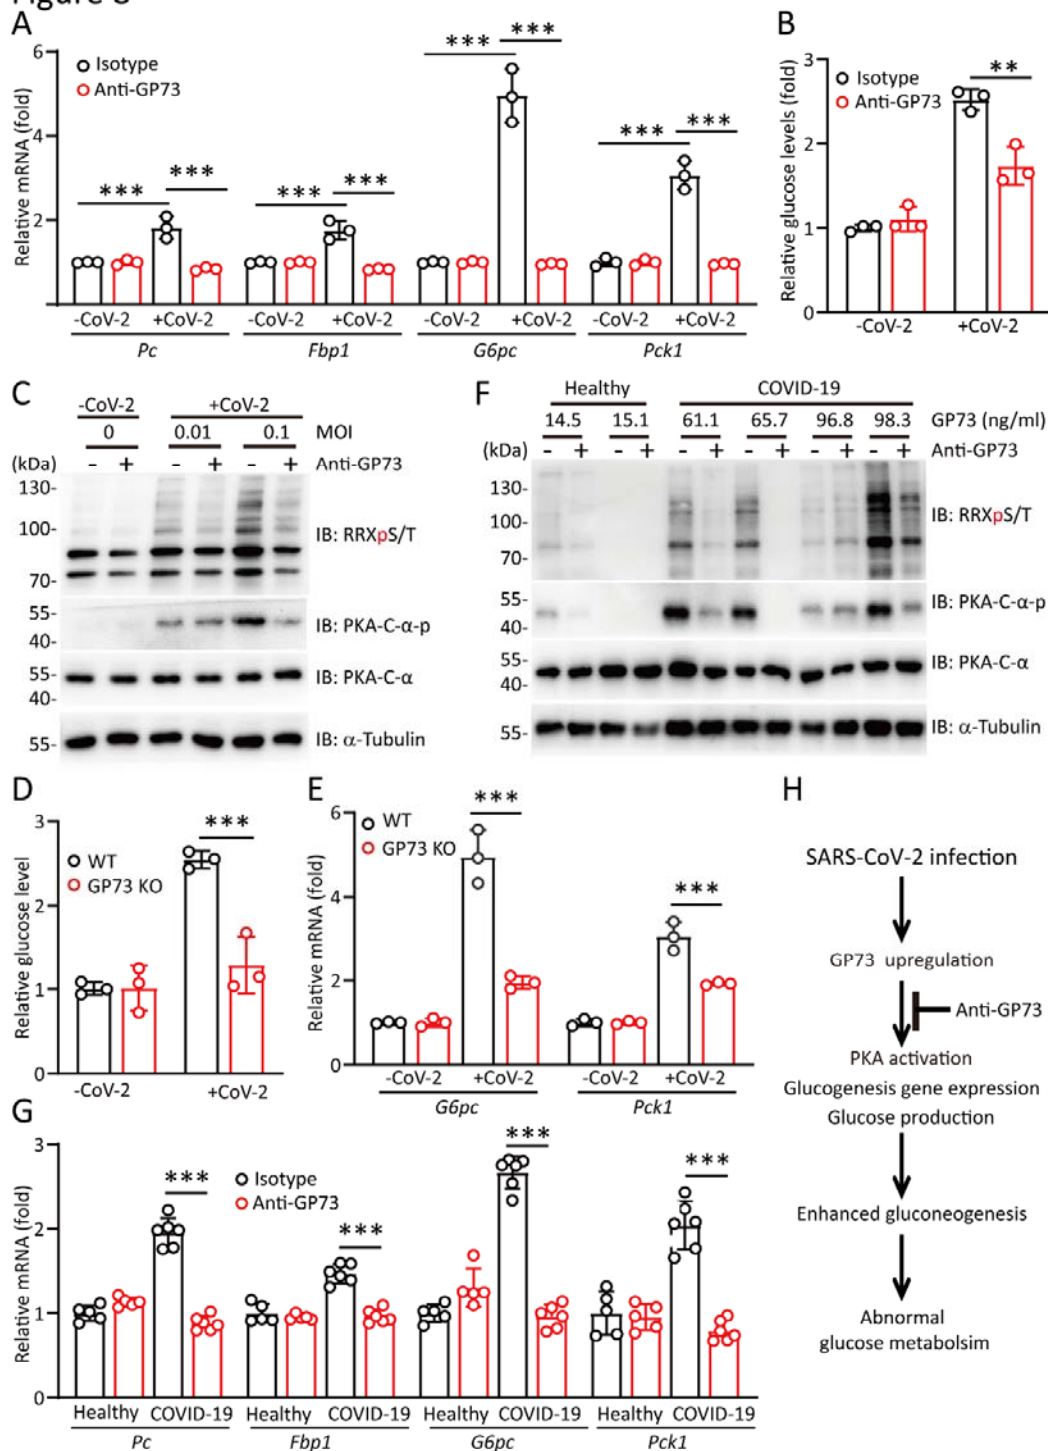 Figure 8
A
***
***
6
Isotype
Anti-GP73
4
2
Relative mRNA (fold)
***
***
***
***
***
***
-CoV-2 +CoV-2 -CoV-2 +CoV-2 -CoV-2 +CoV-2 -CoV-2 +CoV-2
Pc Fbp1 G6pc Pck1
B
3
2
1
0
Relative glucose levels (fold)
Isotype
Anti-GP73
**
-CoV-2 +CoV-2
C
-CoV-2 +CoV-2
0 0.01 0.1 MOI
(kDa) - + - + - + Anti-GP73
130-
100-
70-
IB: RRXpS/T
55-
40-
IB: PKA-C-α-p
55-
40-
IB: PKA-C-α
55-
IB: α-Tubulin
F
Healthy COVID-19
14.5 15.1 61.1 65.7 96.8 98.3 GP73 (ng/ml)
(kDa) - + - + - + - + - + - + Anti-GP73
130-
100-
70-
IB: RRXpS/T
55-
40-
IB: PKA-C-α-p
55-
40-
IB: PKA-C-α
55-
IB: α-Tubulin
D
3
2
1
0
Relative glucose level
WT
GP73 KO
***
-CoV-2 +CoV-2
E
6
4
2
0
Relative mRNA (fold)
WT
GP73 KO
***
***
-CoV-2 +CoV-2 -CoV-2 +CoV-2
G6pc Pck1
H
SARS-CoV-2 infection
GP73 upregulation
Anti-GP73
PKA activation
Glucogenesis gene expression
Glucose production
Enhanced gluconeogenesis
Abnormal
glucose metabolsim
G
3
2
1
0
Relative mRNA (fold)
Isotype
Anti-GP73
***
***
***
***
Healthy COVID-19 Healthy COVID-19 Healthy COVID-19 Healthy COVID-19
Pc Fbp1 G6pc Pck1